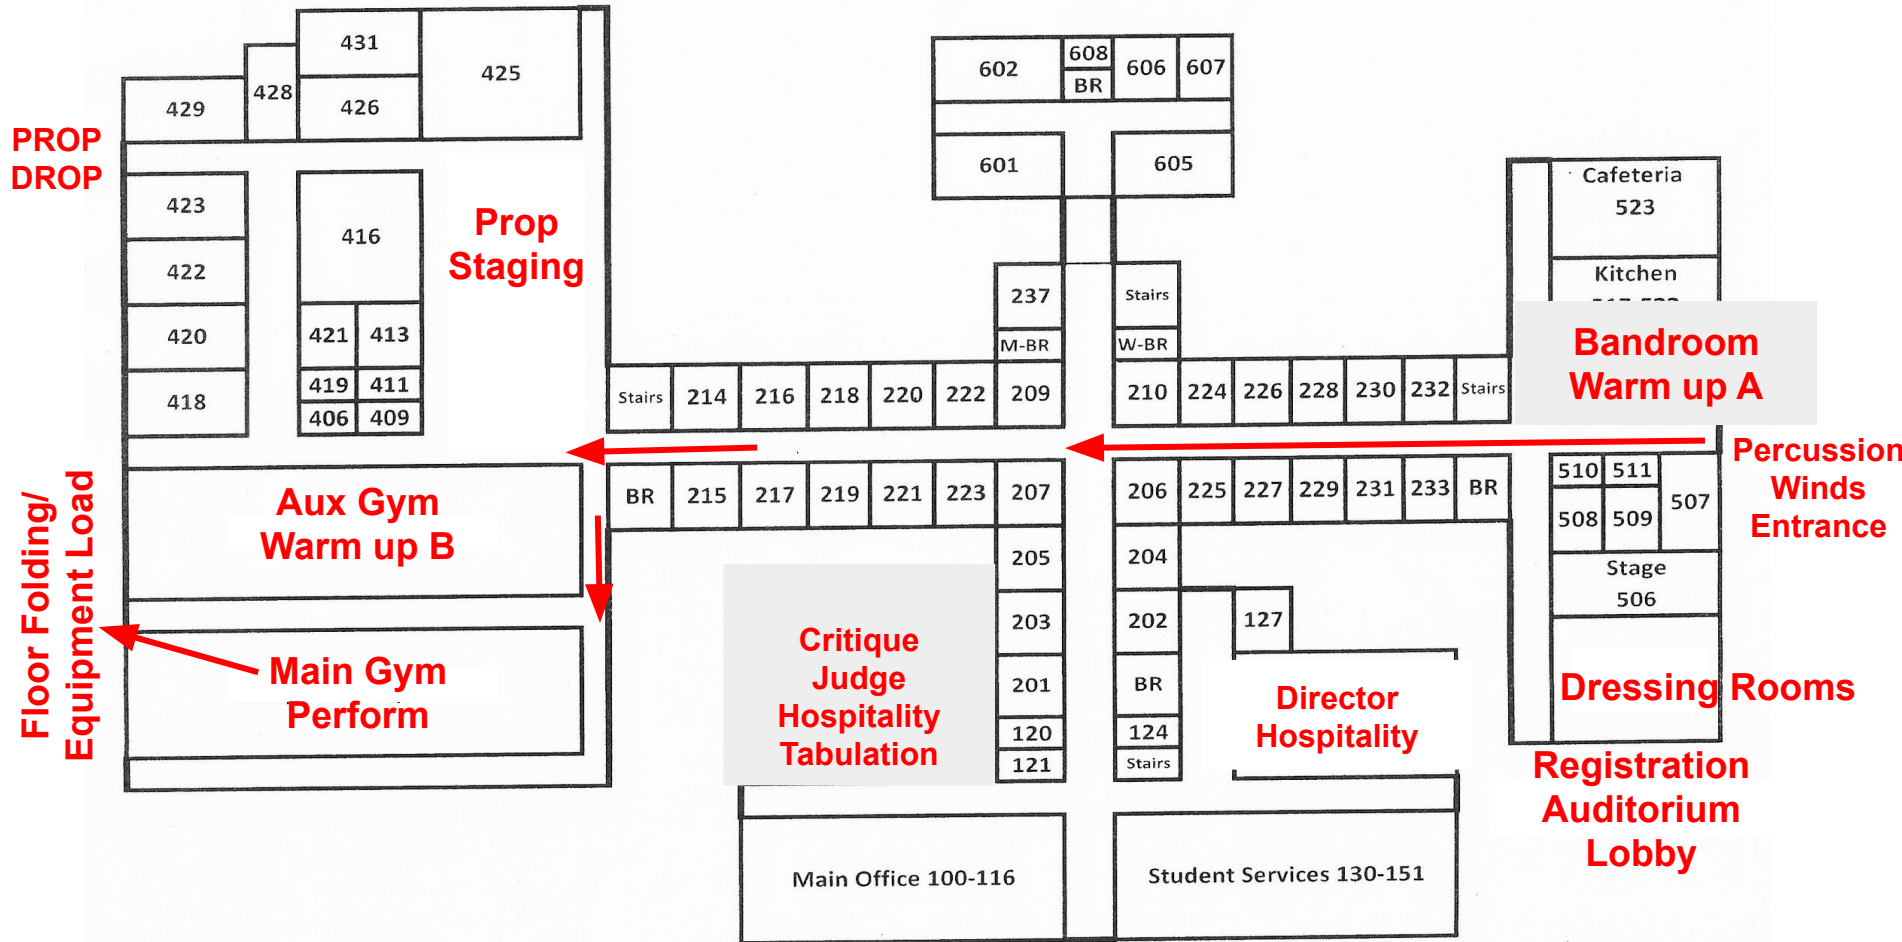 431
425
428
426
429
PROP
DROP
423
422
420
418
416
421
413
419
411
406
409
Prop
Staging
602
608
BR
606
607
601
605
237
Stairs
M-BR
W-BR
Stairs
214
216
218
220
222
209
210
224
226
228
230
232
Stairs
Cafeteria
523
Kitchen
Bandroom
Warm up A
Percussion
Winds
Entrance
BR
215
217
219
221
223
207
206
225
227
229
231
233
BR
510
511
507
508
509
Stage
506
Dressing Rooms
Registration
Auditorium
Lobby
Aux Gym
Warm up B
Floor Folding/
Equipment Load
Main Gym
Perform
Critique
Judge
Hospitality
Tabulation
205
203
201
120
121
204
202
BR
124
Stairs
127
Director
Hospitality
Main Office 100-116
Student Services 130-151